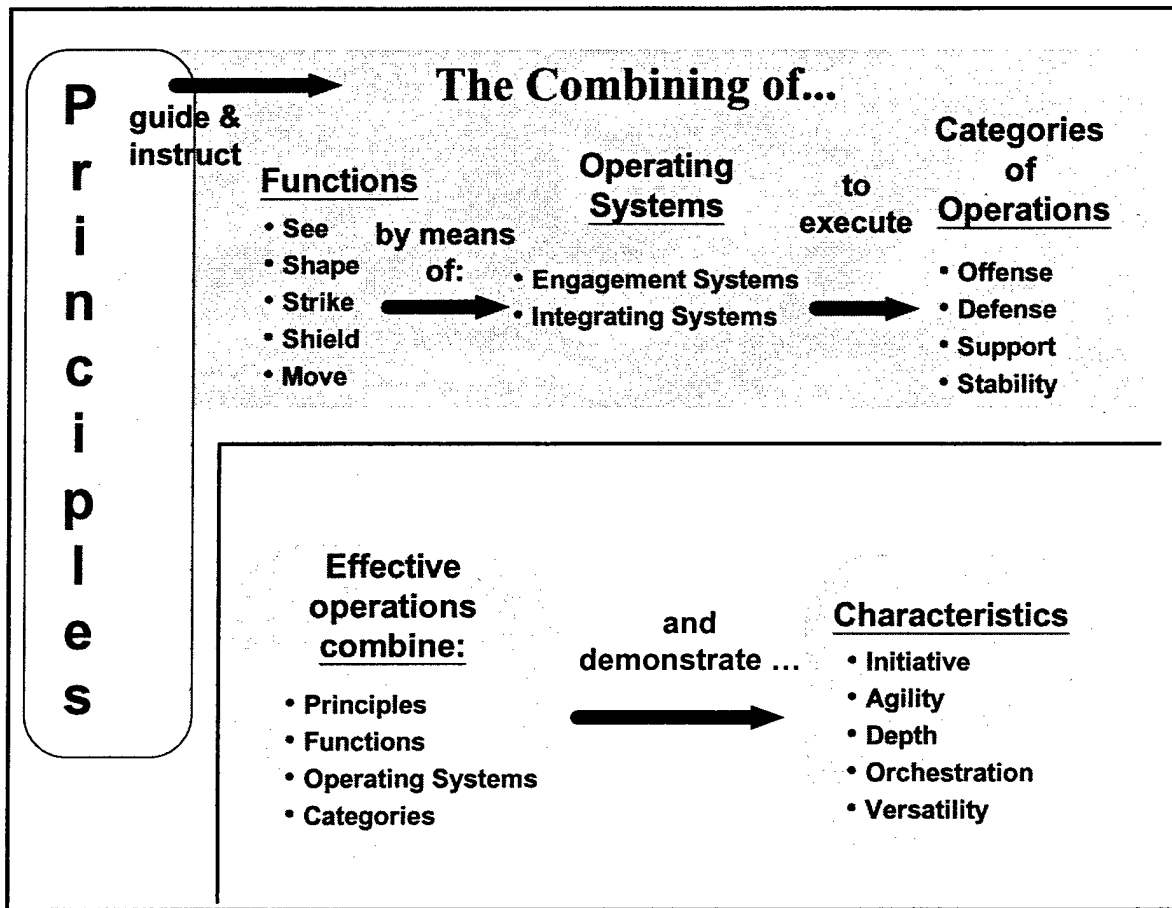 Principles
guide &
instruct
The Combining of...
Functions
• See
• Shape
• Strike
• Shield
• Move
by means
of:
Operating
Systems
• Engagement Systems
• Integrating Systems
to
execute
Categories
of
Operations
• Offense
• Defense
• Support
• Stability
Effective
operations
combine:
• Principles
• Functions
• Operating Systems
• Categories
and
demonstrate ...
Characteristics
• Initiative
• Agility
• Depth
• Orchestration
• Versatility